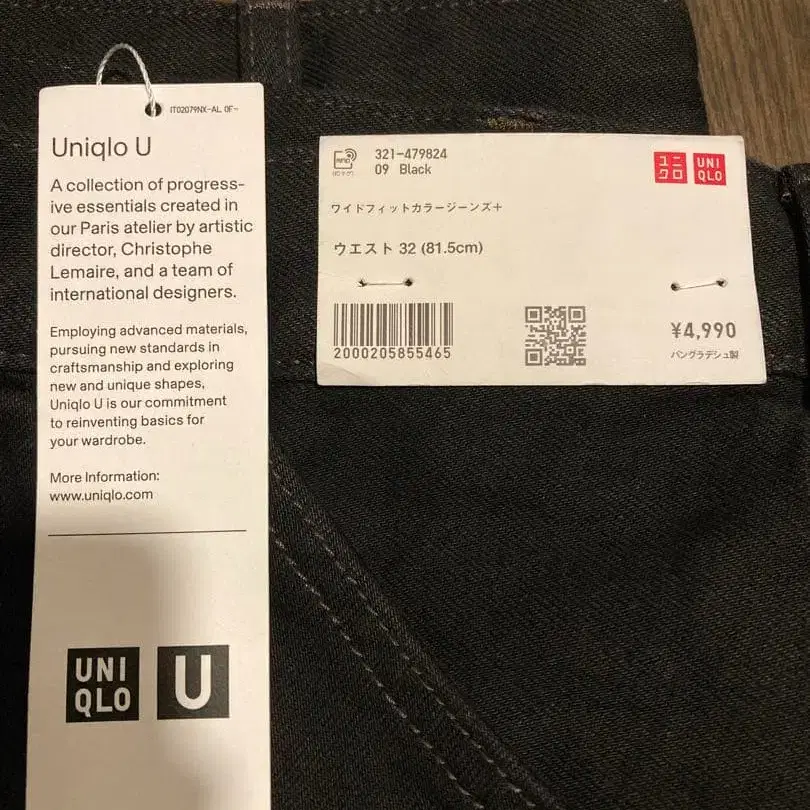 IT02079NX-AL OF-
Uniqlo U
A collection of progress-
ive essentials created in
our Paris atelier by artistic
director, Christophe
Lemaire, and a team of
international designers.
Employing advanced materials,
pursuing new standards in
craftsmanship and exploring
new and unique shapes,
Uniqlo U is our commitment
to reinventing basics for
your wardrobe.
More Information:
www.uniqlo.com
UNI
QLO
U
RFID
321-479824
09 Black
ユニ
クロ
UNI
QLO
ワイドフィットカラージーンズ+
ウエスト 32 (81.5cm)
2000205855465
¥4,990
バングラデシュ製